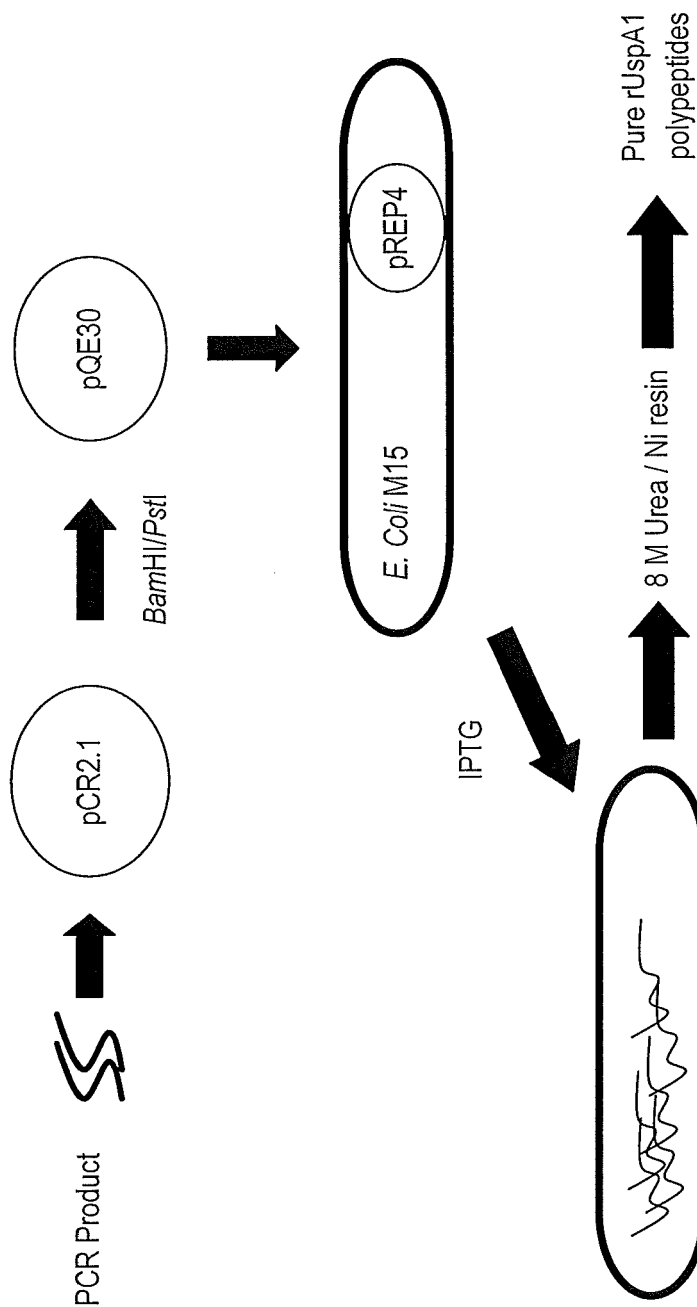 PCR Product
pCR2.1
BamHI/PstI
pQE30
E. Coli M15
pREP4
IPTG
8 M Urea / Ni resin
Pure rUspA1
polypeptides